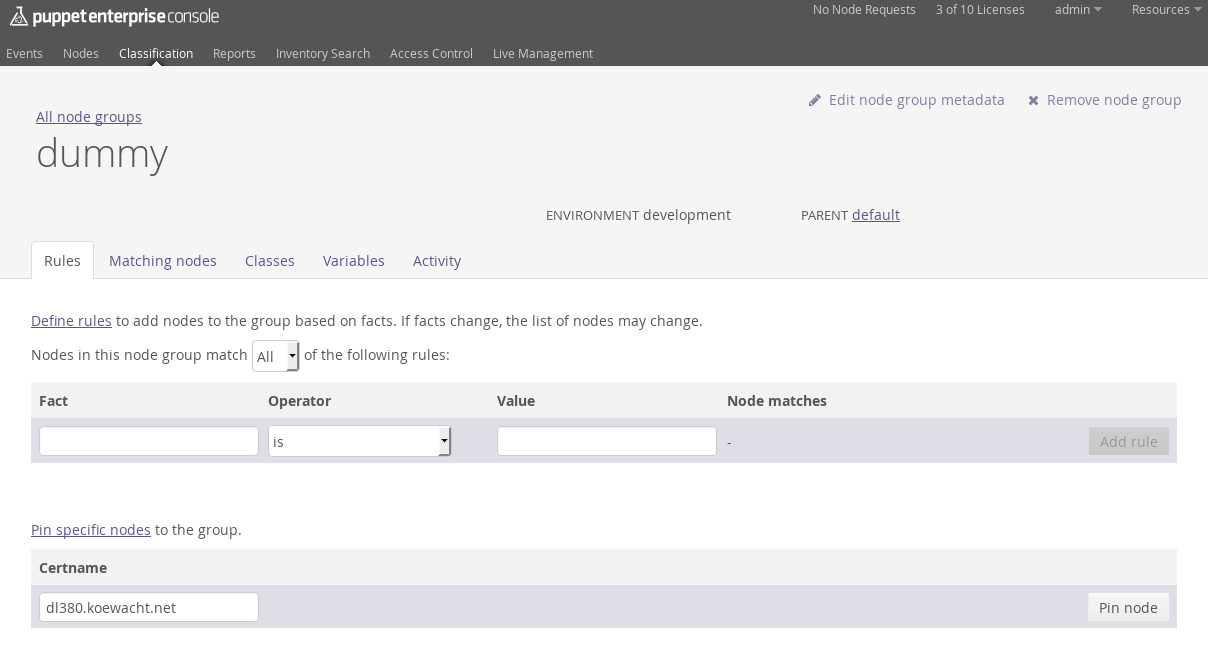 puppet enterprise console
No Node Requests 3 of 10 Licenses admin Resources
Events Nodes Classification Reports Inventory Search Access Control Live Management
Edit node group metadata Remove node group
All node groups
dummy
ENVIRONMENT development PARENT default
Rules Matching nodes Classes Variables Activity
Define rules to add nodes to the group based on facts. If facts change, the list of nodes may change.
Nodes in this node group match All of the following rules:
Fact Operator Value Node matches
is - Add rule
Pin specific nodes to the group.
Certname
dl380.koewacht.net Pin node